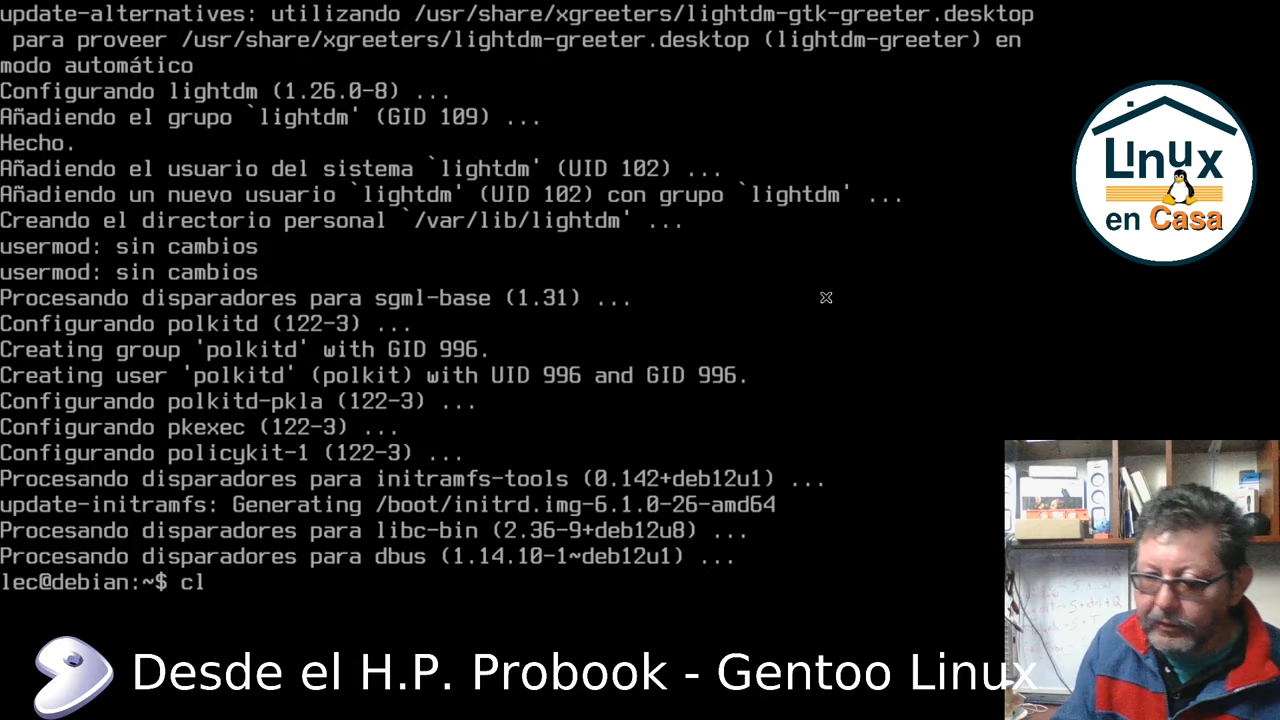 update-alternatives: utilizando /usr/share/xgreeters/lightdm-gtk-greeter.desktop
para proveer /usr/share/xgreeters/lightdm-greeter.desktop (lightdm-greeter) en
modo automático
Configurando lightdm (1.26.0-8) ...
Añadiendo el grupo `lightdm' (GID 109) ...
Hecho.
Añadiendo el usuario del sistema `lightdm' (UID 102) ...
Añadiendo un nuevo usuario `lightdm' (UID 102) con grupo `lightdm' ...
Creando el directorio personal `/var/lib/lightdm' ...
usermod: sin cambios
usermod: sin cambios
Procesando disparadores para sgml-base (1.31) ...
Configurando polkitd (122-3) ...
Creating group 'polkitd' with GID 996.
Creating user 'polkitd' (polkit) with UID 996 and GID 996.
Configurando polkitd-pkla (122-3) ...
Configurando pkexec (122-3) ...
Configurando policykit-1 (122-3) ...
Procesando disparadores para initramfs-tools (0.142+deb12u1) ...
update-initramfs: Generating /boot/initrd.img-6.1.0-26-amd64
Procesando disparadores para libc-bin (2.36-9+deb12u8) ...
Procesando disparadores para dbus (1.14.10-1~deb12u1) ...
lec@debian:~$ cl
Linux
en Casa
Desde el H.P. Probook - Gentoo Linux